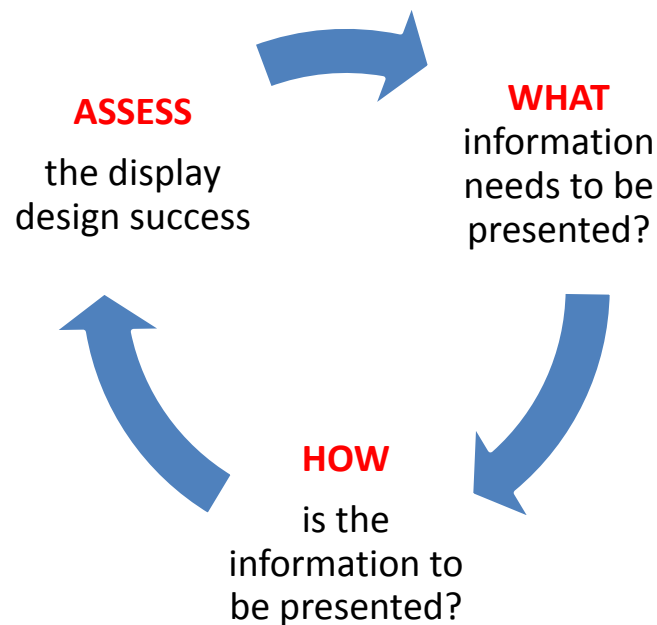 ASSESS
the display
design success
WHAT
information
needs to be
presented?
HOW
is the
information to
be presented?